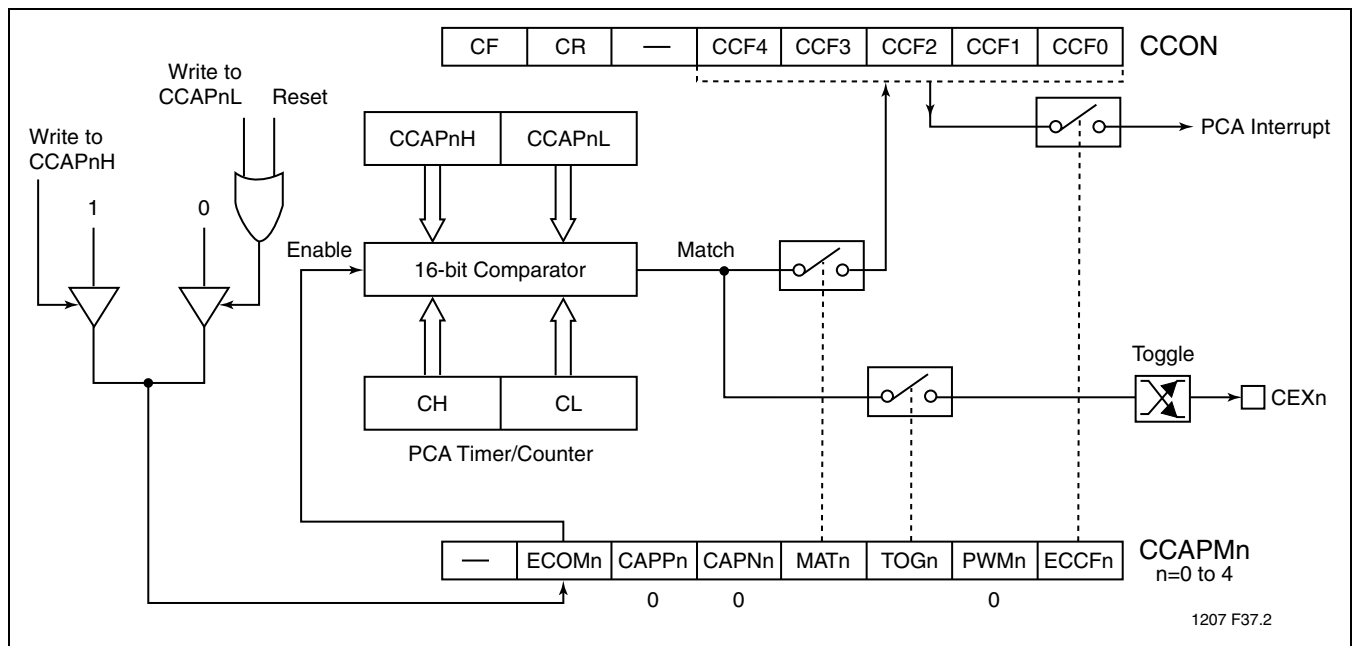 CF CR — CCF4 CCF3 CCF2 CCF1 CCF0 CCON
Write to
CCAPnL
Reset
Write to
CCAPnH
CCAPnH CCAPnL
PCA Interrupt
1 0
Enable
16-bit Comparator
Match
Toggle
CH CL
CEXn
PCA Timer/Counter
— ECOMn CAPPn CAPNn MATn TOGn PWMn ECCFn CCAPMn
n=0 to 4
0 0 0
1207 F37.2